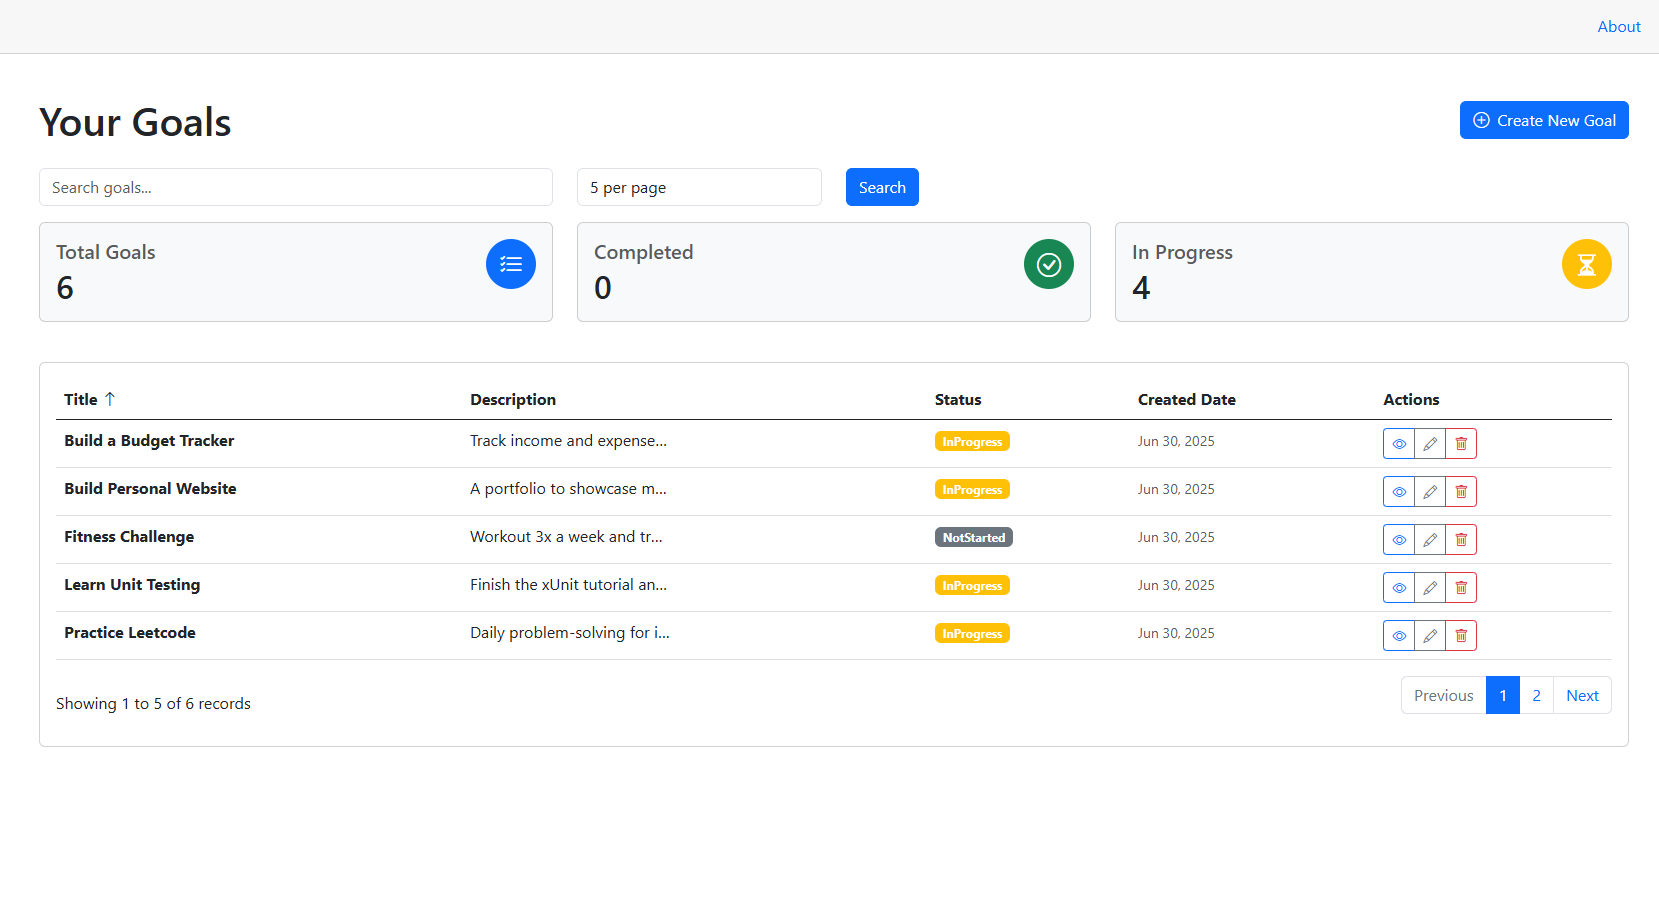 About
Your Goals
Create New Goal
Search goals...
5 per page
Search
Total Goals
6
Completed
0
In Progress
4
Title Description Status Created Date Actions
Build a Budget Tracker Track income and expense... InProgress Jun 30, 2025
Build Personal Website A portfolio to showcase m... InProgress Jun 30, 2025
Fitness Challenge Workout 3x a week and tr... NotStarted Jun 30, 2025
Learn Unit Testing Finish the xUnit tutorial an... InProgress Jun 30, 2025
Practice Leetcode Daily problem-solving for i... InProgress Jun 30, 2025
Showing 1 to 5 of 6 records
Previous 1 2 Next